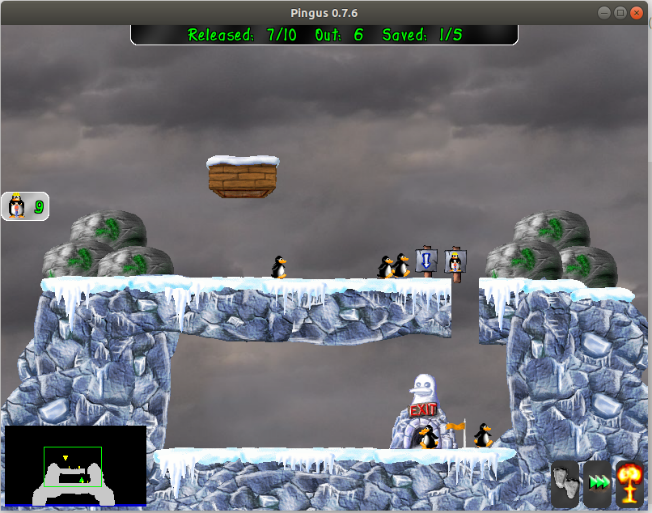 Pingus 0.7.6
Released: 7/10 Out: 6 Saved: 1/5
9
EXIT